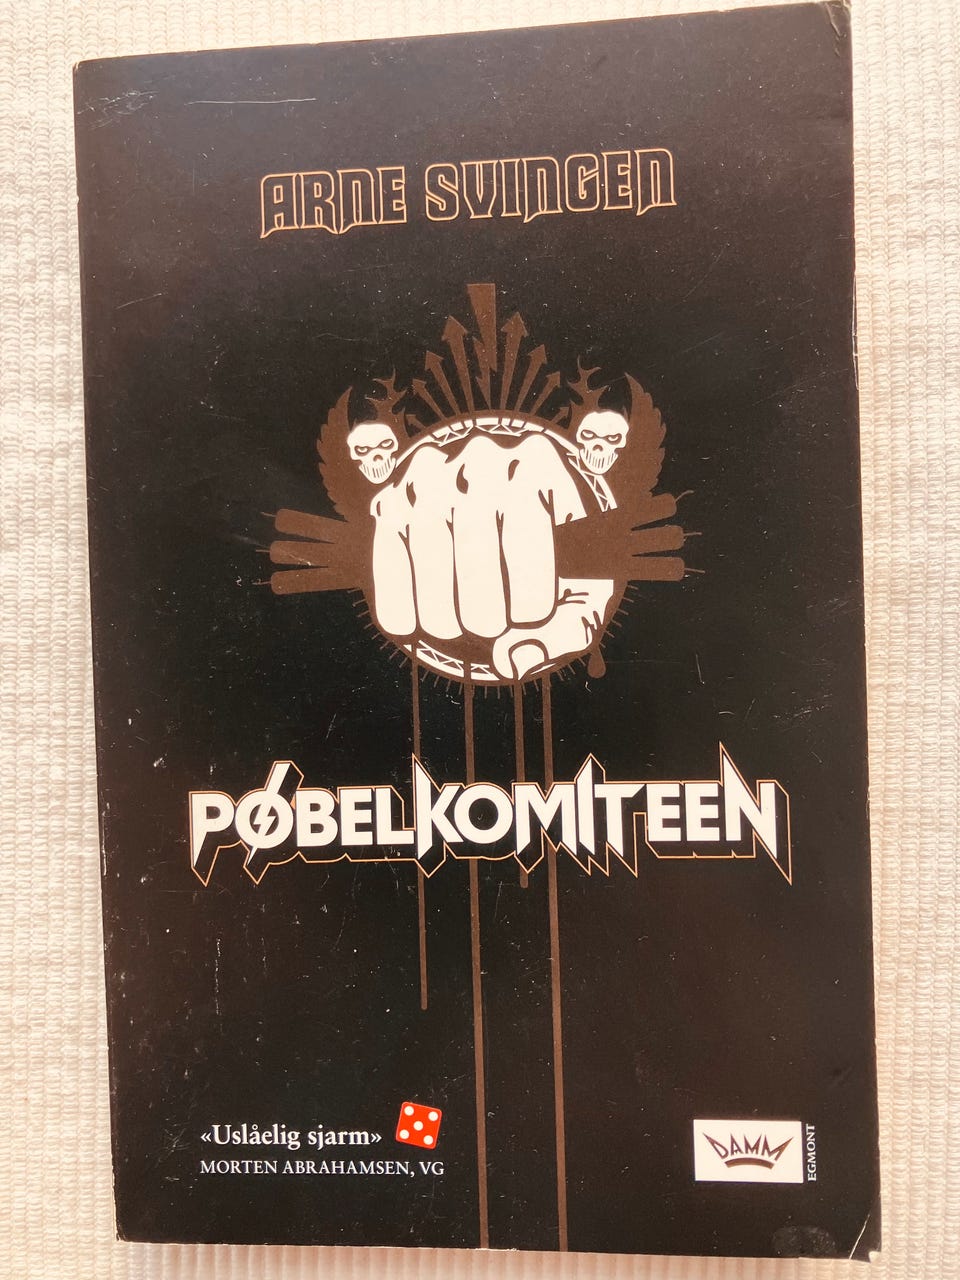 ARNE SVINGEN
PØBELKOMITEEN
«Uslåelig sjarm»
MORTEN ABRAHAMSEN, VG
DAMM
EGMONT